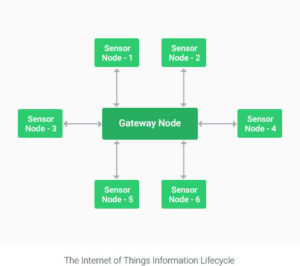 Sensor
Node - 1
Sensor
Node - 2
Sensor
Node - 3
Gateway Node
Sensor
Node - 4
Sensor
Node - 5
Sensor
Node - 6
The Internet of Things Information Lifecycle